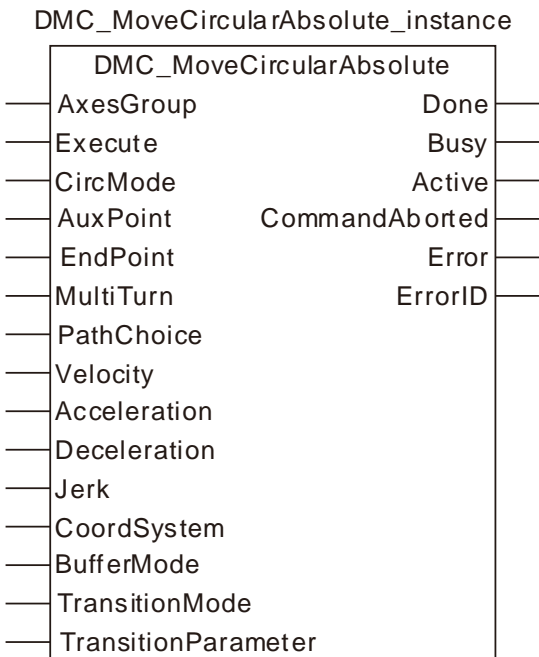 DMC_MoveCircularAbsolute_instance
DMC_MoveCircularAbsolute
AxesGroup Done
Execute Busy
CircMode Active
AuxPoint CommandAborted
EndPoint Error
MultiTurn ErrorID
PathChoice
Velocity
Acceleration
Deceleration
Jerk
CoordSystem
BufferMode
TransitionMode
TransitionParameter